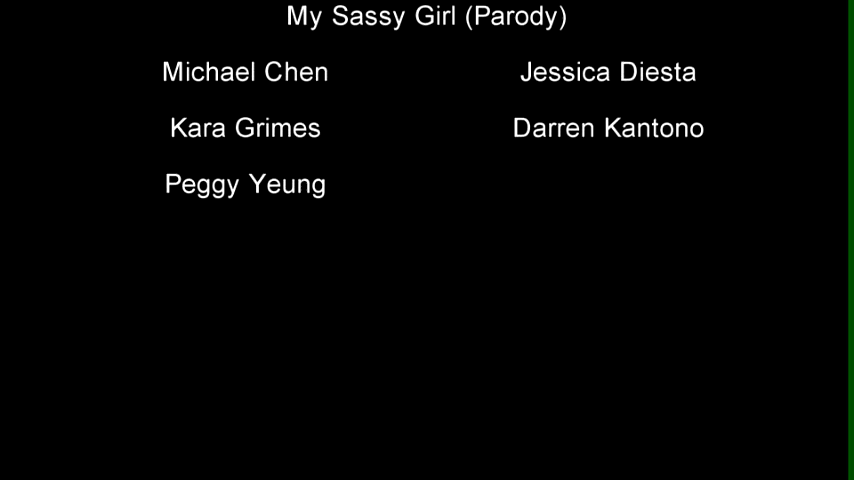 My Sassy Girl (Parody)
Michael Chen Jessica Diesta
Kara Grimes Darren Kantono
Peggy Yeung